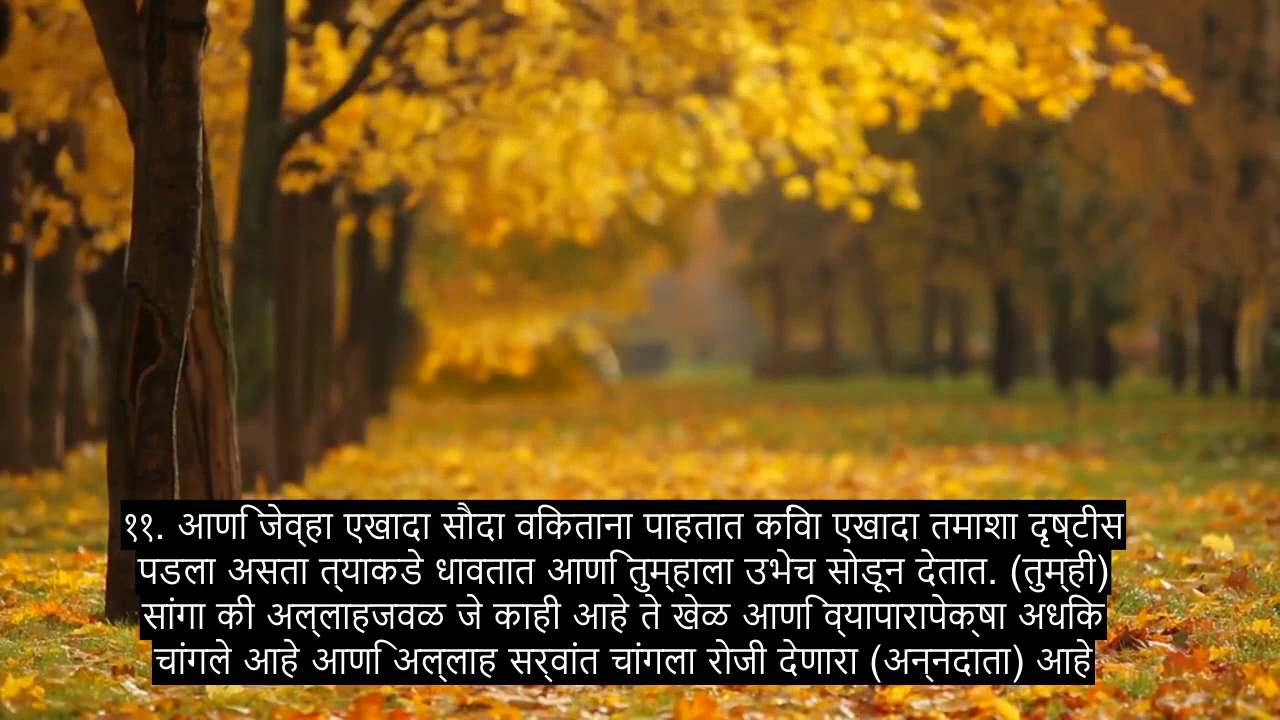 ११. आणि जेव्हा एखादा सौदा विकताना पाहतात किंवा एखादा तमाशा दृष्टीस
पडला असता त्याकडे धावतात आणि तुम्हाला उभेच सोडून देतात. (तुम्ही)
सांगा की अल्लाहजवळ जे काही आहे ते खेळ आणि व्यापारापेक्षा अधिक
चांगले आहे आणि अल्लाह सर्वांत चांगला रोजी देणारा (अन्नदाता) आहे